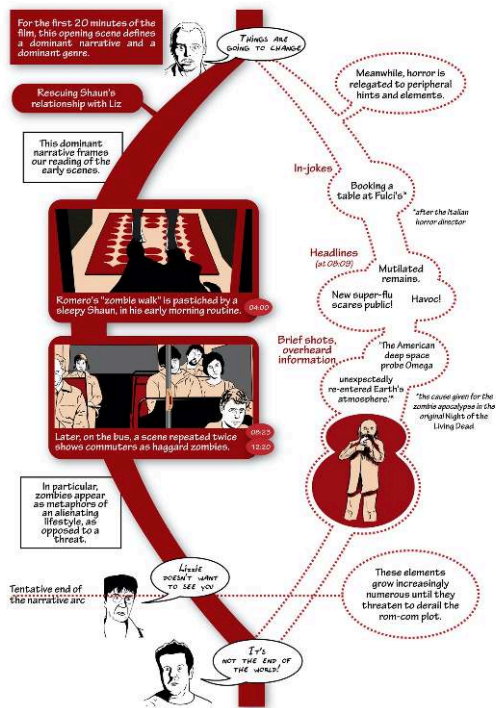 For the first 20 minutes of the
film, this opening scene defines
a dominant narrative and a
dominant genre.
THINGS ARE
GOING TO CHANGE
Meanwhile, horror is
relegated to peripheral
hints and elements.
Rescuing Shaun's
relationship with Liz
This dominant
narrative frames
our reading of the
early scenes.
In-jokes
Booking a
table at Fulci's*
*after the Italian
horror director
Headlines
(at 08:09)
Mutilated
remains.
New super-flu
scares public!
Havoc!
Romero's "zombie walk" is pastiched by a
sleepy Shaun, in his early morning routine.
04:00
Brief shots,
overheard
information
"The American
deep space
probe Omega
unexpectedly
re-entered Earth's
atmosphere."*
*the cause given for the
zombie apocalypse in the
original Night of the
Living Dead
Later, on the bus, a scene repeated twice
shows commuters as haggard zombies.
08:23
12:20
In particular,
zombies appear
as metaphors of
an alienating
lifestyle, as
opposed to a
threat.
LIZZIE
DOESN'T WANT
TO SEE YOU
Tentative end of
the narrative arc
These elements
grow increasingly
numerous until they
threaten to derail the
rom-com plot.
IT'S
NOT THE END OF
THE WORLD!